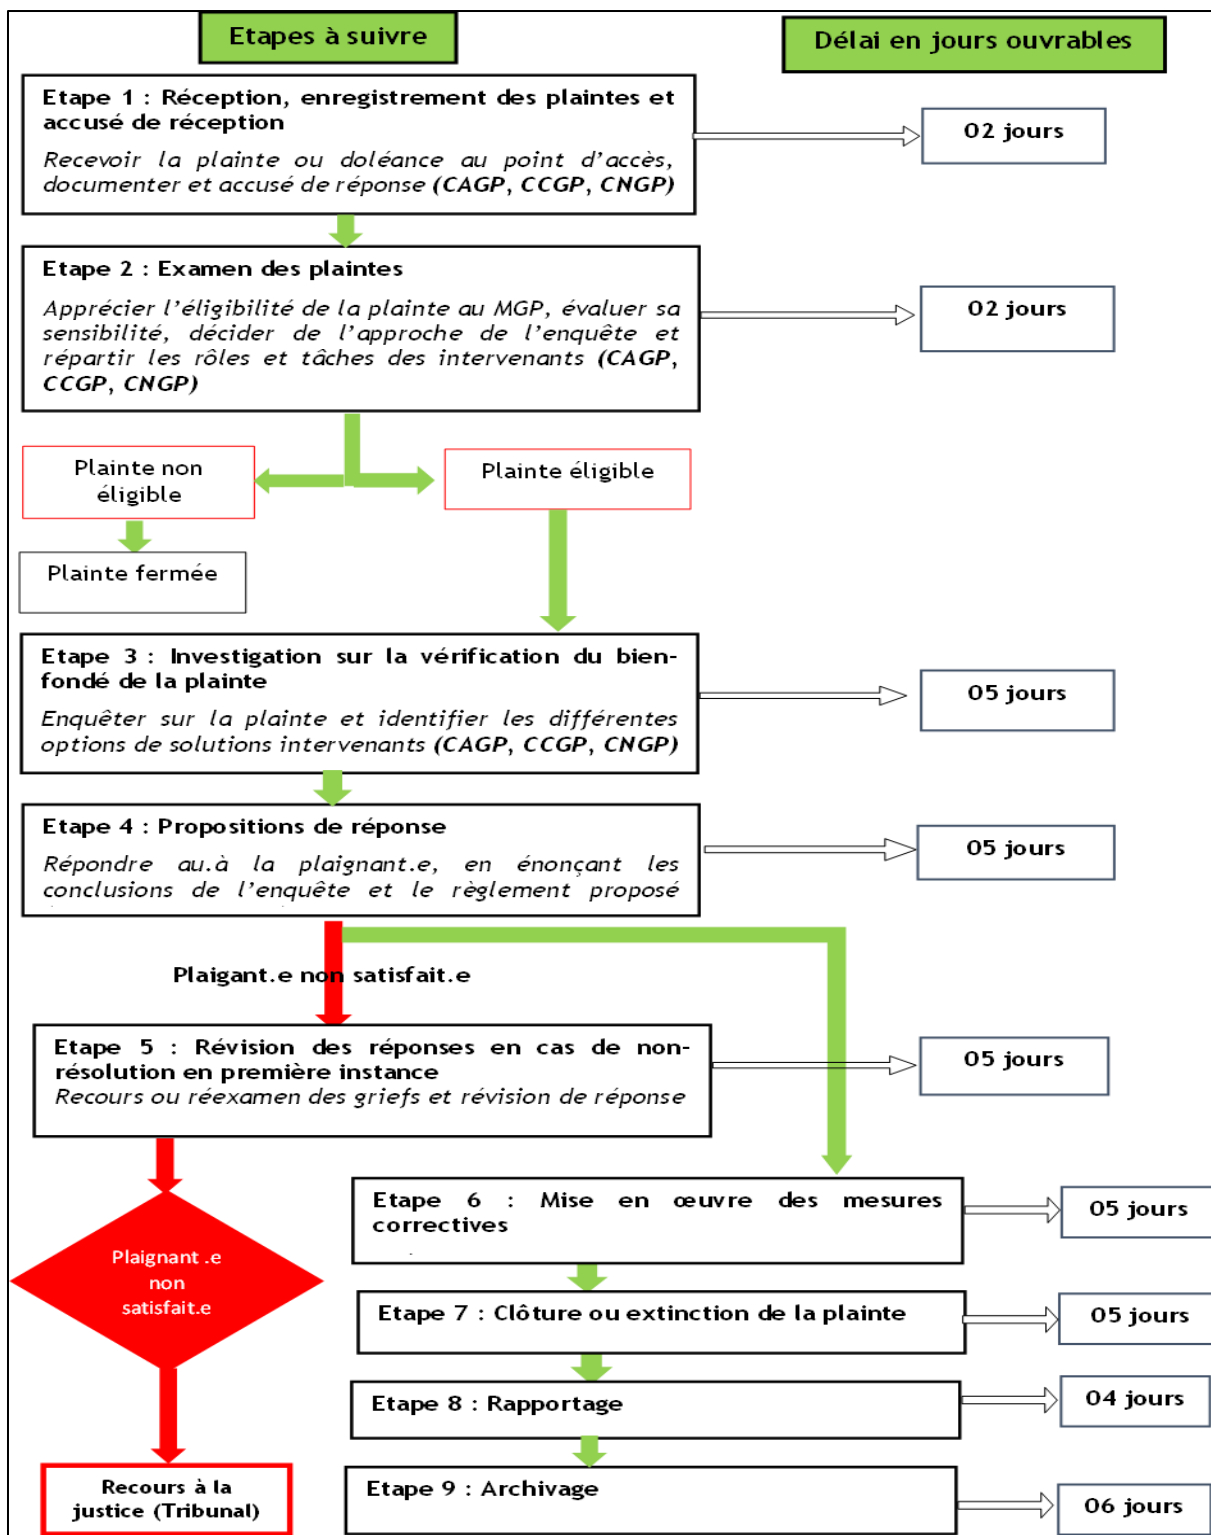 Etapes à suivre
Délai en jours ouvrables
Etape 1 : Réception, enregistrement des plaintes et
accusé de réception
Recevoir la plainte ou doléance au point d’accès,
documenter et accusé de réponse (CAGP, CCGP, CNGP)
02 jours
Etape 2 : Examen des plaintes
Apprécier l’éligibilité de la plainte au MGP, évaluer sa
sensibilité, décider de l’approche de l’enquête et
répartir les rôles et tâches des intervenants (CAGP,
CCGP, CNGP)
02 jours
Plainte non
éligible
Plainte éligible
Plainte fermée
Etape 3 : Investigation sur la vérification du bien-
fondé de la plainte
Enquêter sur la plainte et identifier les différentes
options de solutions intervenants (CAGP, CCGP, CNGP)
05 jours
Etape 4 : Propositions de réponse
Répondre au.à la plaignant.e, en énonçant les
conclusions de l’enquête et le règlement proposé
05 jours
Plaigant.e non satisfait.e
Etape 5 : Révision des réponses en cas de non-
résolution en première instance
Recours ou réexamen des griefs et révision de réponse
05 jours
Plaignant .e
non
satisfait.e
Etape 6 : Mise en œuvre des mesures
correctives
05 jours
Etape 7 : Clôture ou extinction de la plainte
05 jours
Etape 8 : Rapportage
04 jours
Recours à la
justice (Tribunal)
Etape 9 : Archivage
06 jours